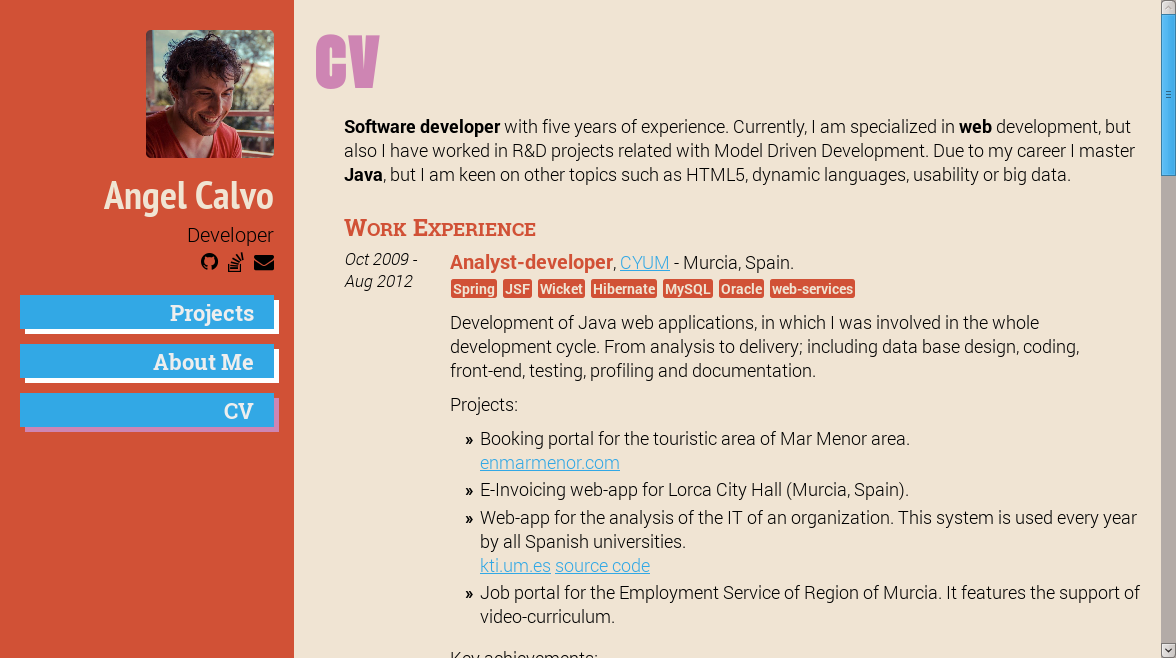 Angel Calvo
Developer
Projects
About Me
CV
CV
Software developer with five years of experience. Currently, I am specialized in web development, but
also I have worked in R&D projects related with Model Driven Development. Due to my career I master
Java, but I am keen on other topics such as HTML5, dynamic languages, usability or big data.
Work Experience
Oct 2009 -
Aug 2012
Analyst-developer, CYUM - Murcia, Spain.
Spring JSF Wicket Hibernate MySQL Oracle web-services
Development of Java web applications, in which I was involved in the whole
development cycle. From analysis to delivery; including data base design, coding,
front-end, testing, profiling and documentation.
Projects:
» Booking portal for the touristic area of Mar Menor area.
enmarmenor.com
» E-Invoicing web-app for Lorca City Hall (Murcia, Spain).
» Web-app for the analysis of the IT of an organization. This system is used every year
by all Spanish universities.
kti.um.es source code
» Job portal for the Employment Service of Region of Murcia. It features the support of
video-curriculum.
Key achievements: